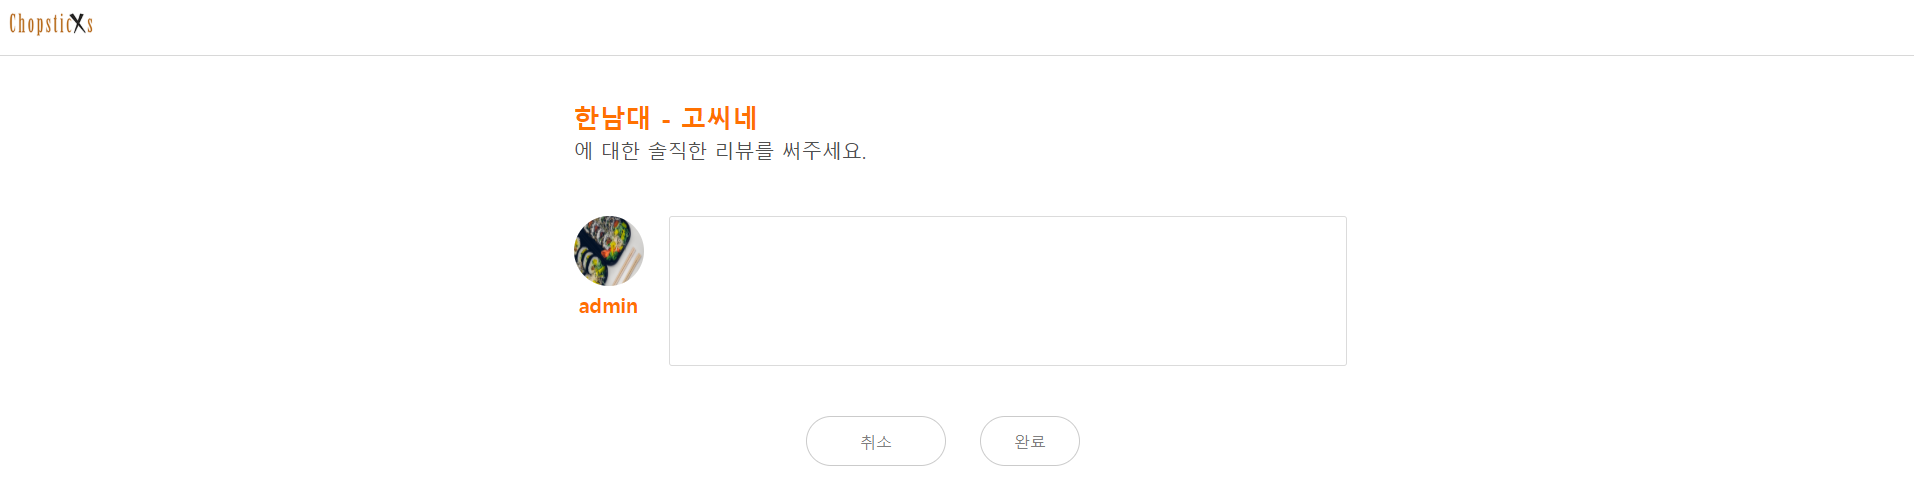 ChopsticXs
한남대 - 고씨네
에 대한 솔직한 리뷰를 써주세요.
admin
취소
완료